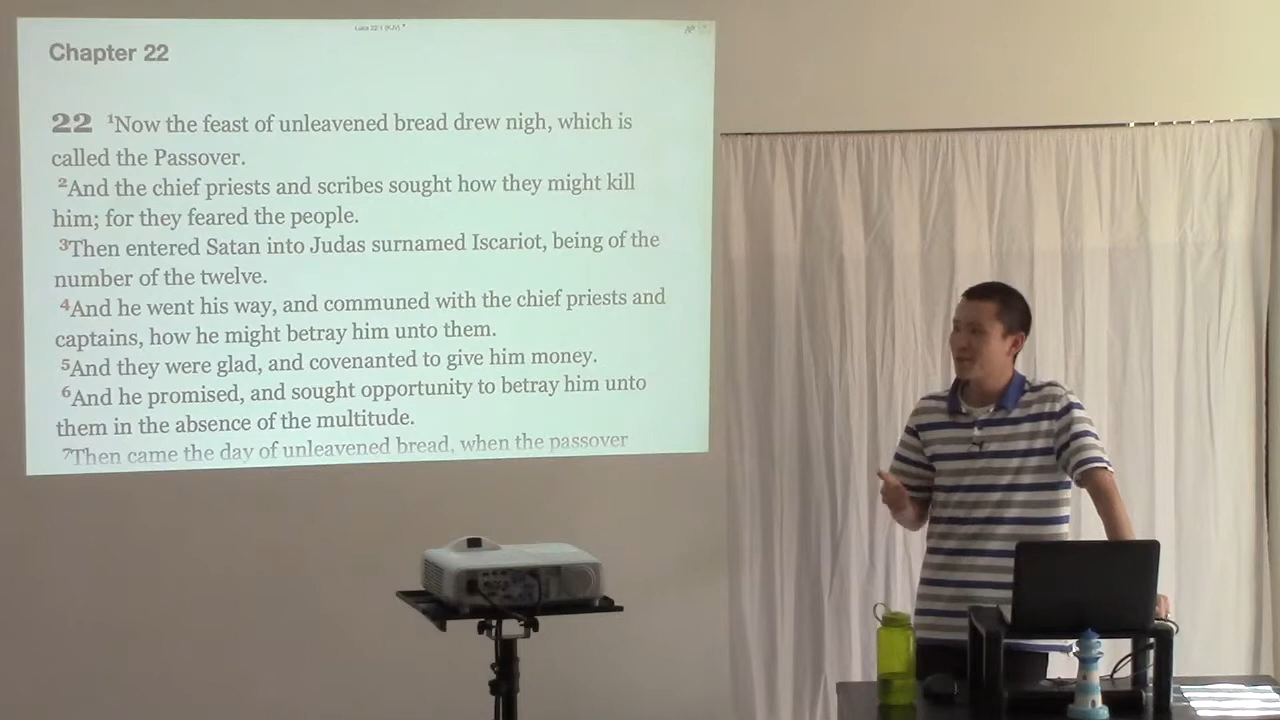 Luke 22:1 (KJV)
Chapter 22
22 1Now the feast of unleavened bread drew nigh, which is
called the Passover.
2And the chief priests and scribes sought how they might kill
him; for they feared the people.
3Then entered Satan into Judas surnamed Iscariot, being of the
number of the twelve.
4And he went his way, and communed with the chief priests and
captains, how he might betray him unto them.
5And they were glad, and covenanted to give him money.
6And he promised, and sought opportunity to betray him unto
them in the absence of the multitude.
7Then came the day of unleavened bread, when the passover